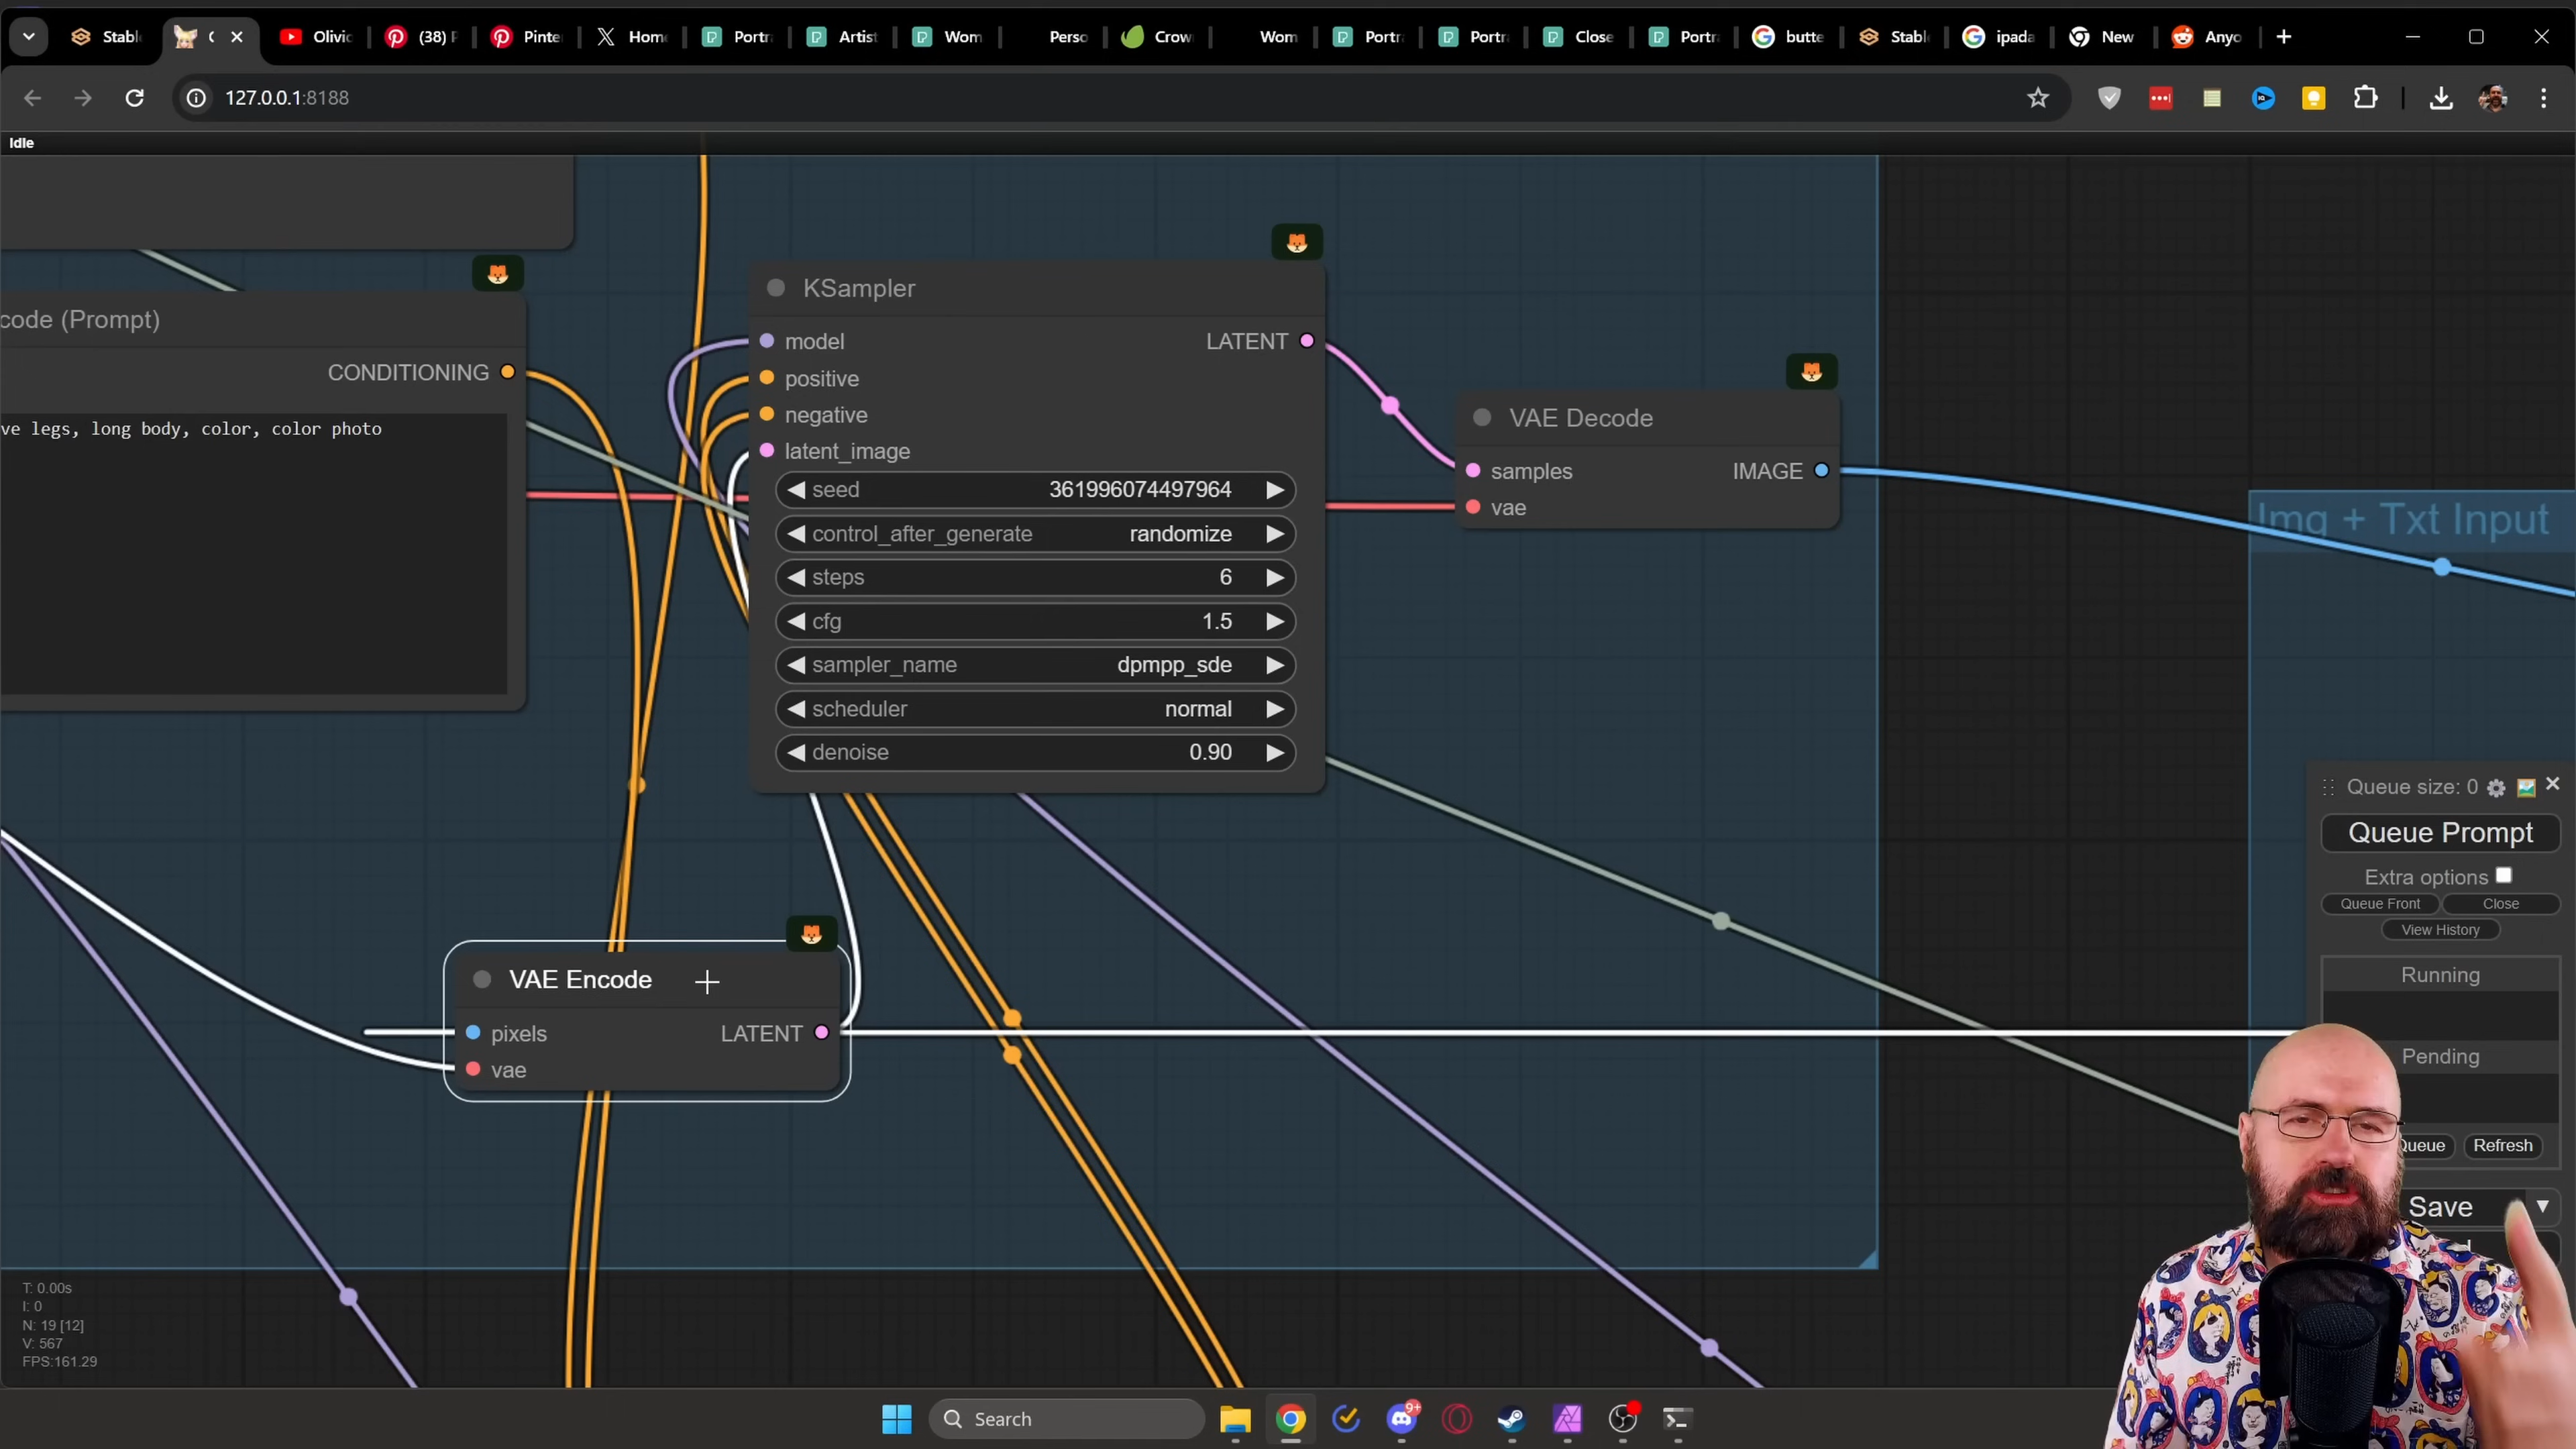 Stabl
C
Olivic
(38) F
Pinte
Hom
Portr
Artist
Wom
Perso
Crow
Wom
Portr
Portr
Close
Portr
butte
Stabl
ipada
New
Anyo
127.0.0.1:8188
Idle
code (Prompt)
CONDITIONING
ve legs, long body, color, color photo
KSampler
model LATENT
positive
negative
latent_image
seed 361996074497964
control_after_generate randomize
steps 6
cfg 1.5
sampler_name dpmpp_sde
scheduler normal
denoise 0.90
VAE Decode
samples IMAGE
vae
Img + Txt Input
VAE Encode
pixels LATENT
vae
Queue size: 0
Queue Prompt
Extra options
Queue Front Close
View History
Running
Pending
Queue Refresh
Save
T: 0.00s
I: 0
N: 19 [12]
V: 567
FPS:161.29
Search
9+